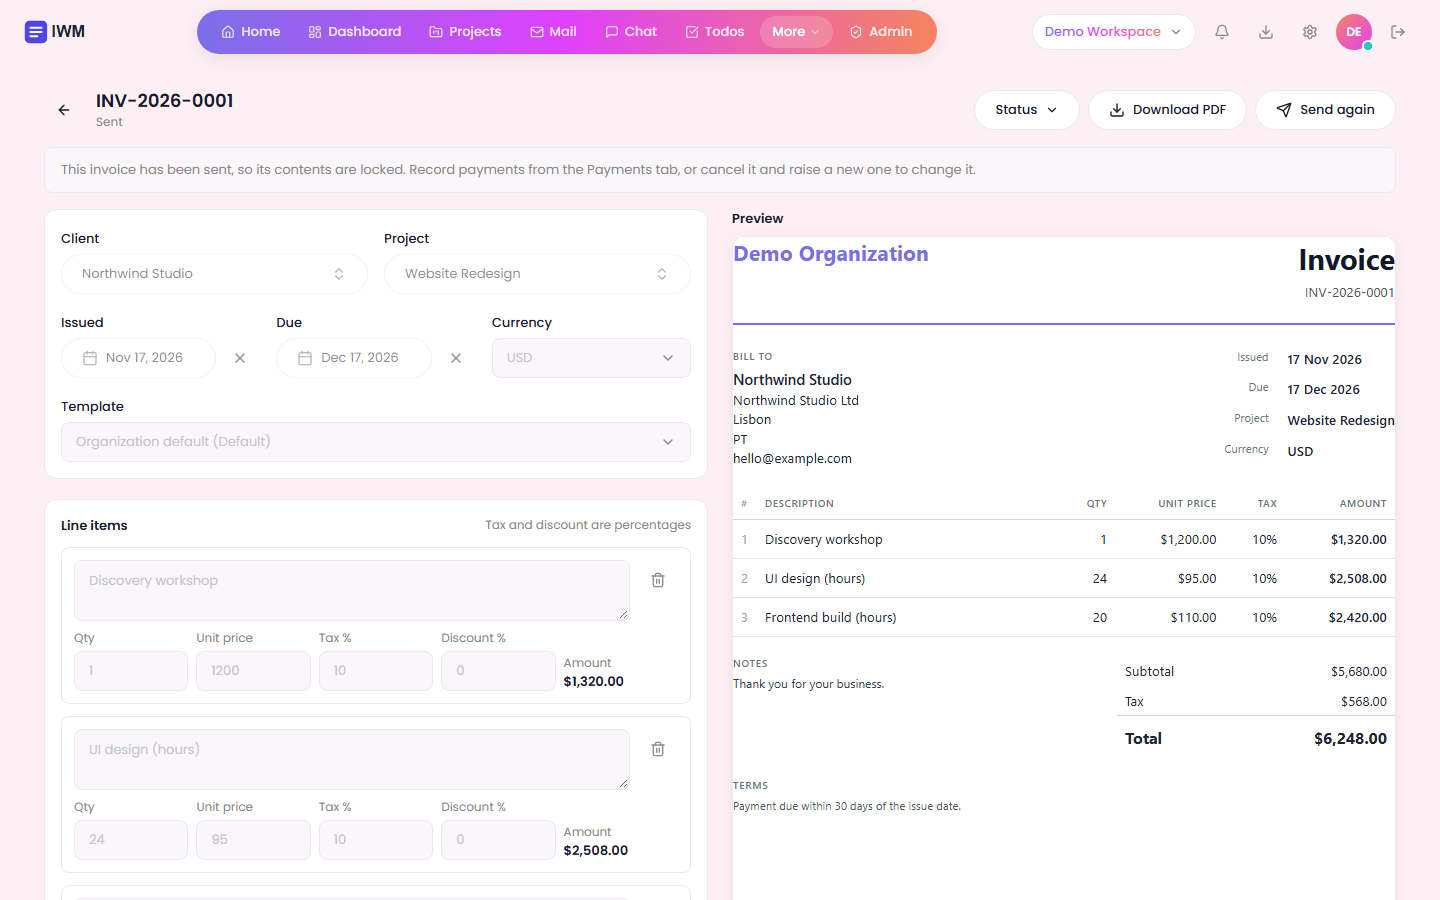 IWM
Home
Dashboard
Projects
Mail
Chat
Todos
More
Admin
Demo Workspace
DE
INV-2026-0001
Sent
Status
Download PDF
Send again
This invoice has been sent, so its contents are locked. Record payments from the Payments tab, or cancel it and raise a new one to change it.
Client
Project
Northwind Studio
Website Redesign
Issued
Due
Currency
Nov 17, 2026
Dec 17, 2026
USD
Template
Organization default (Default)
Line items
Tax and discount are percentages
Discovery workshop
Qty
Unit price
Tax %
Discount %
1
1200
10
0
Amount
$1,320.00
UI design (hours)
Qty
Unit price
Tax %
Discount %
24
95
10
0
Amount
$2,508.00
Preview
Demo Organization
Invoice
INV-2026-0001
BILL TO
Northwind Studio
Northwind Studio Ltd
Lisbon
PT
hello@example.com
Issued 17 Nov 2026
Due 17 Dec 2026
Project Website Redesign
Currency USD
# DESCRIPTION QTY UNIT PRICE TAX AMOUNT
1 Discovery workshop 1 $1,200.00 10% $1,320.00
2 UI design (hours) 24 $95.00 10% $2,508.00
3 Frontend build (hours) 20 $110.00 10% $2,420.00
NOTES
Thank you for your business.
Subtotal $5,680.00
Tax $568.00
Total $6,248.00
TERMS
Payment due within 30 days of the issue date.